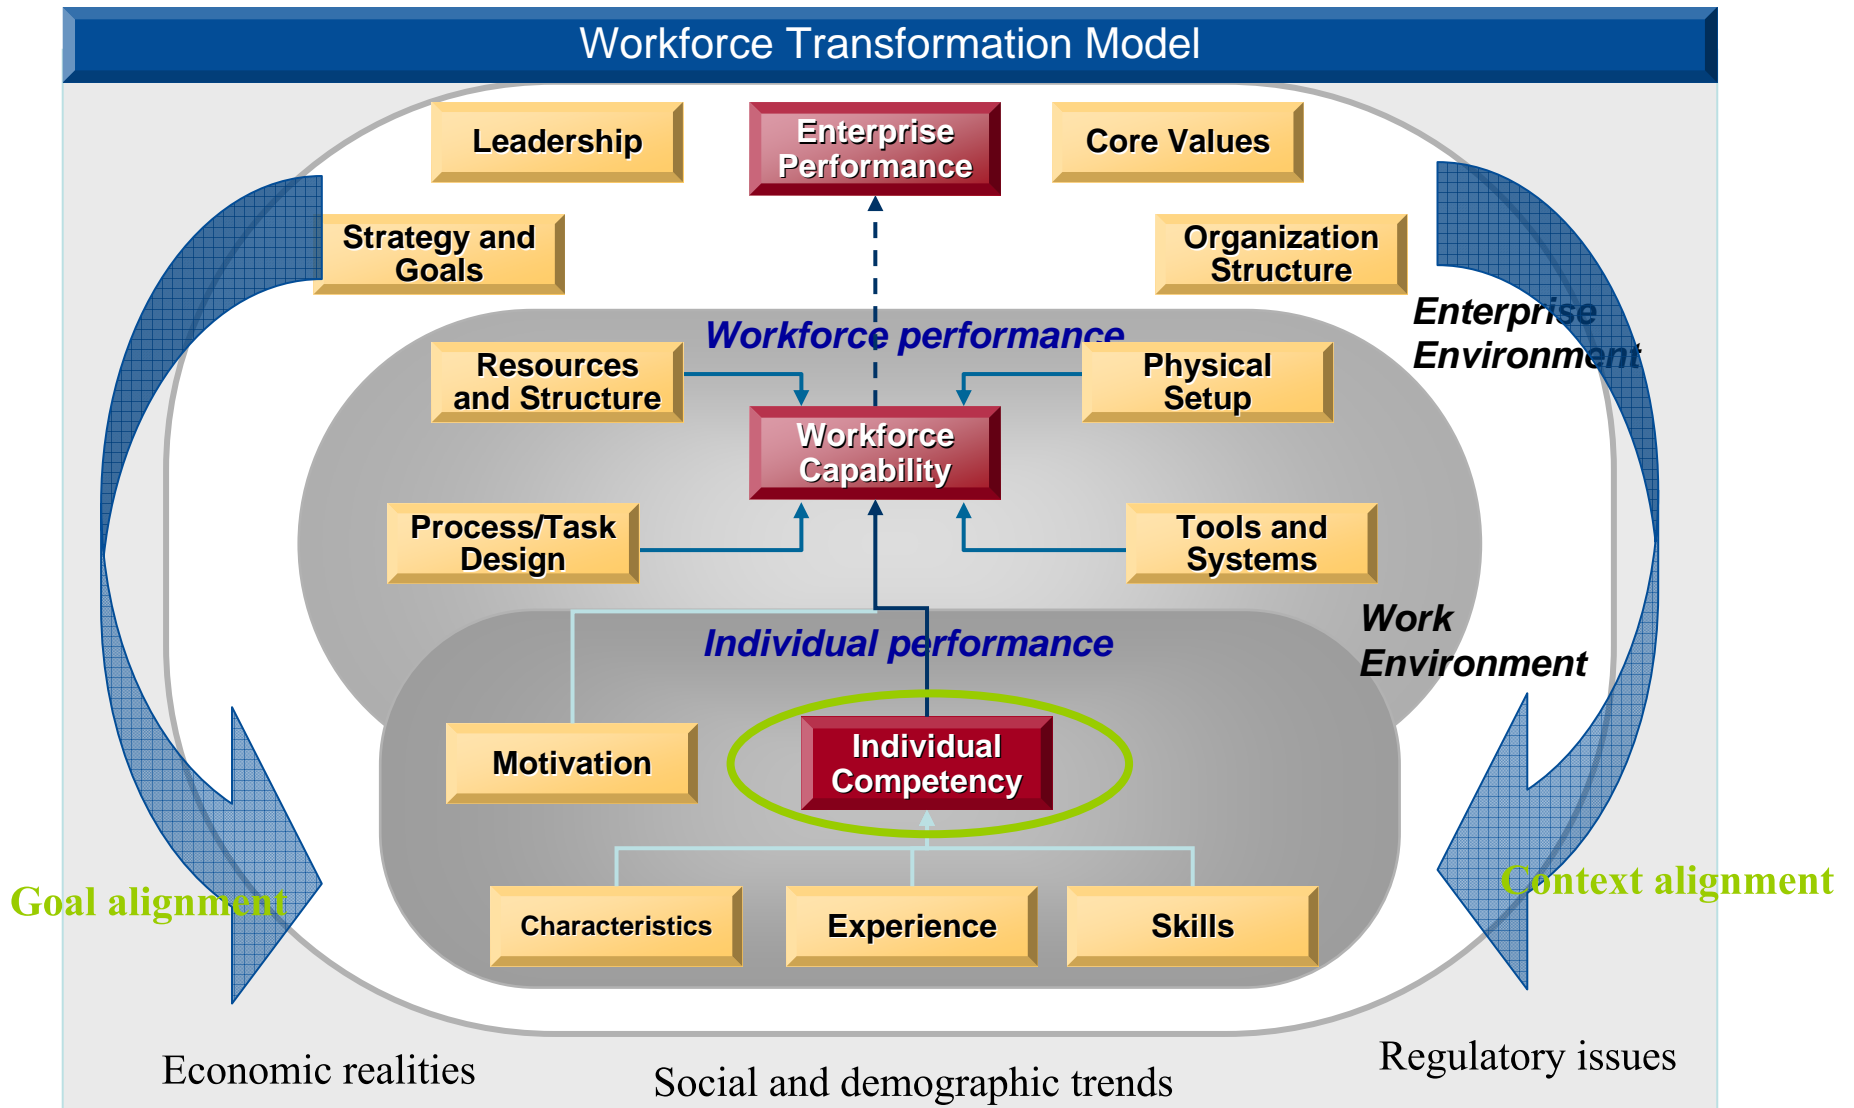 Workforce Transformation Model
Leadership
Enterprise
Performance
Core Values
Strategy and
Goals
Organization
Structure
Enterprise
Environment
Workforce performance
Resources
and Structure
Physical
Setup
Workforce
Capability
Process/Task
Design
Tools and
Systems
Work
Environment
Individual performance
Motivation
Individual
Competency
Goal alignment
Context alignment
Characteristics
Experience
Skills
Economic realities
Social and demographic trends
Regulatory issues